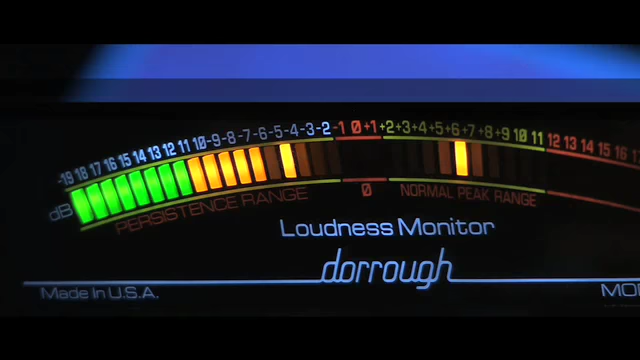 -19 18 17 16 15 14 13 12 11 10-9-8-7-6-5-4-3-2-1 0 +1 +2+3+4+5+6+7+8+9 10 11 12 13 14 15 16
dB PERSISTENCE RANGE 0 NORMAL PEAK RANGE
Loudness Monitor
dorrough
Made In U.S.A.